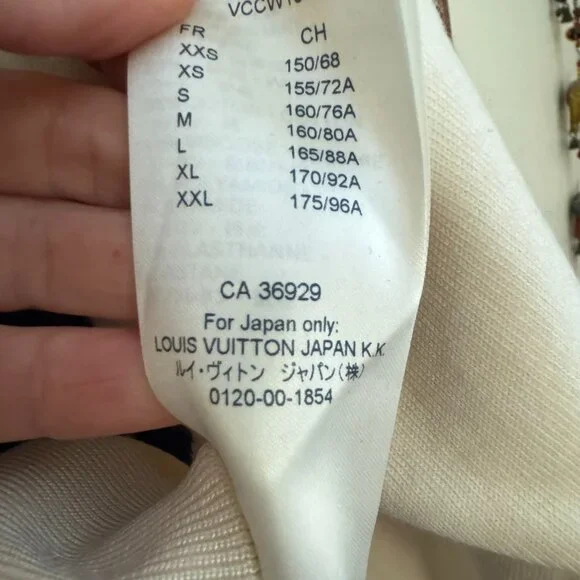 FR CH
XXS 150/68
XS 155/72A
S 160/76A
M 160/80A
L 165/88A
XL 170/92A
XXL 175/96A
CA 36929
For Japan only:
LOUIS VUITTON JAPAN K.K.
ルイ・ヴィトン ジャパン(株)
0120-00-1854